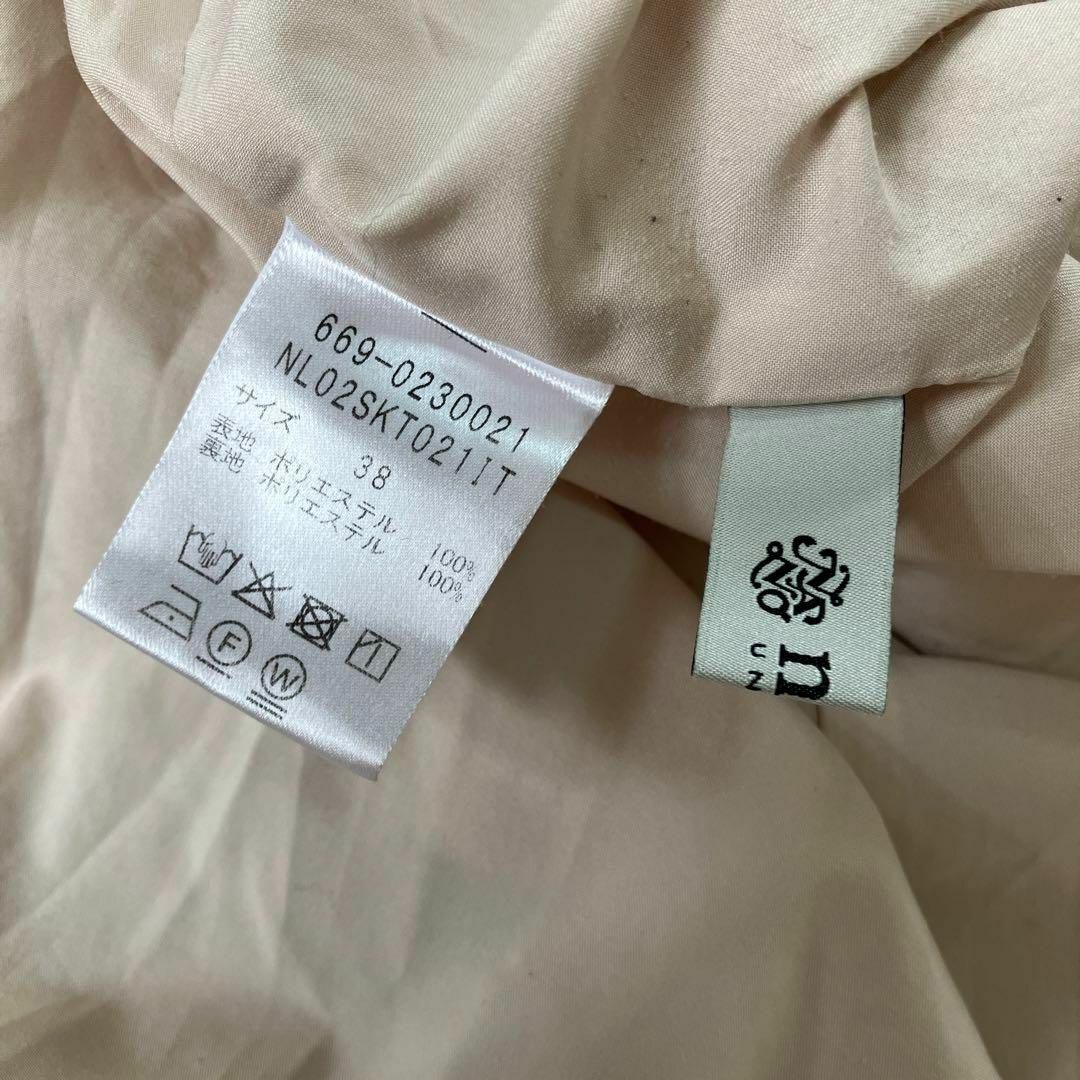 669-0230021
NL02SKT021IT
サイズ 38
表地 ポリエステル 100%
裏地 ポリエステル 100%
F
W
n